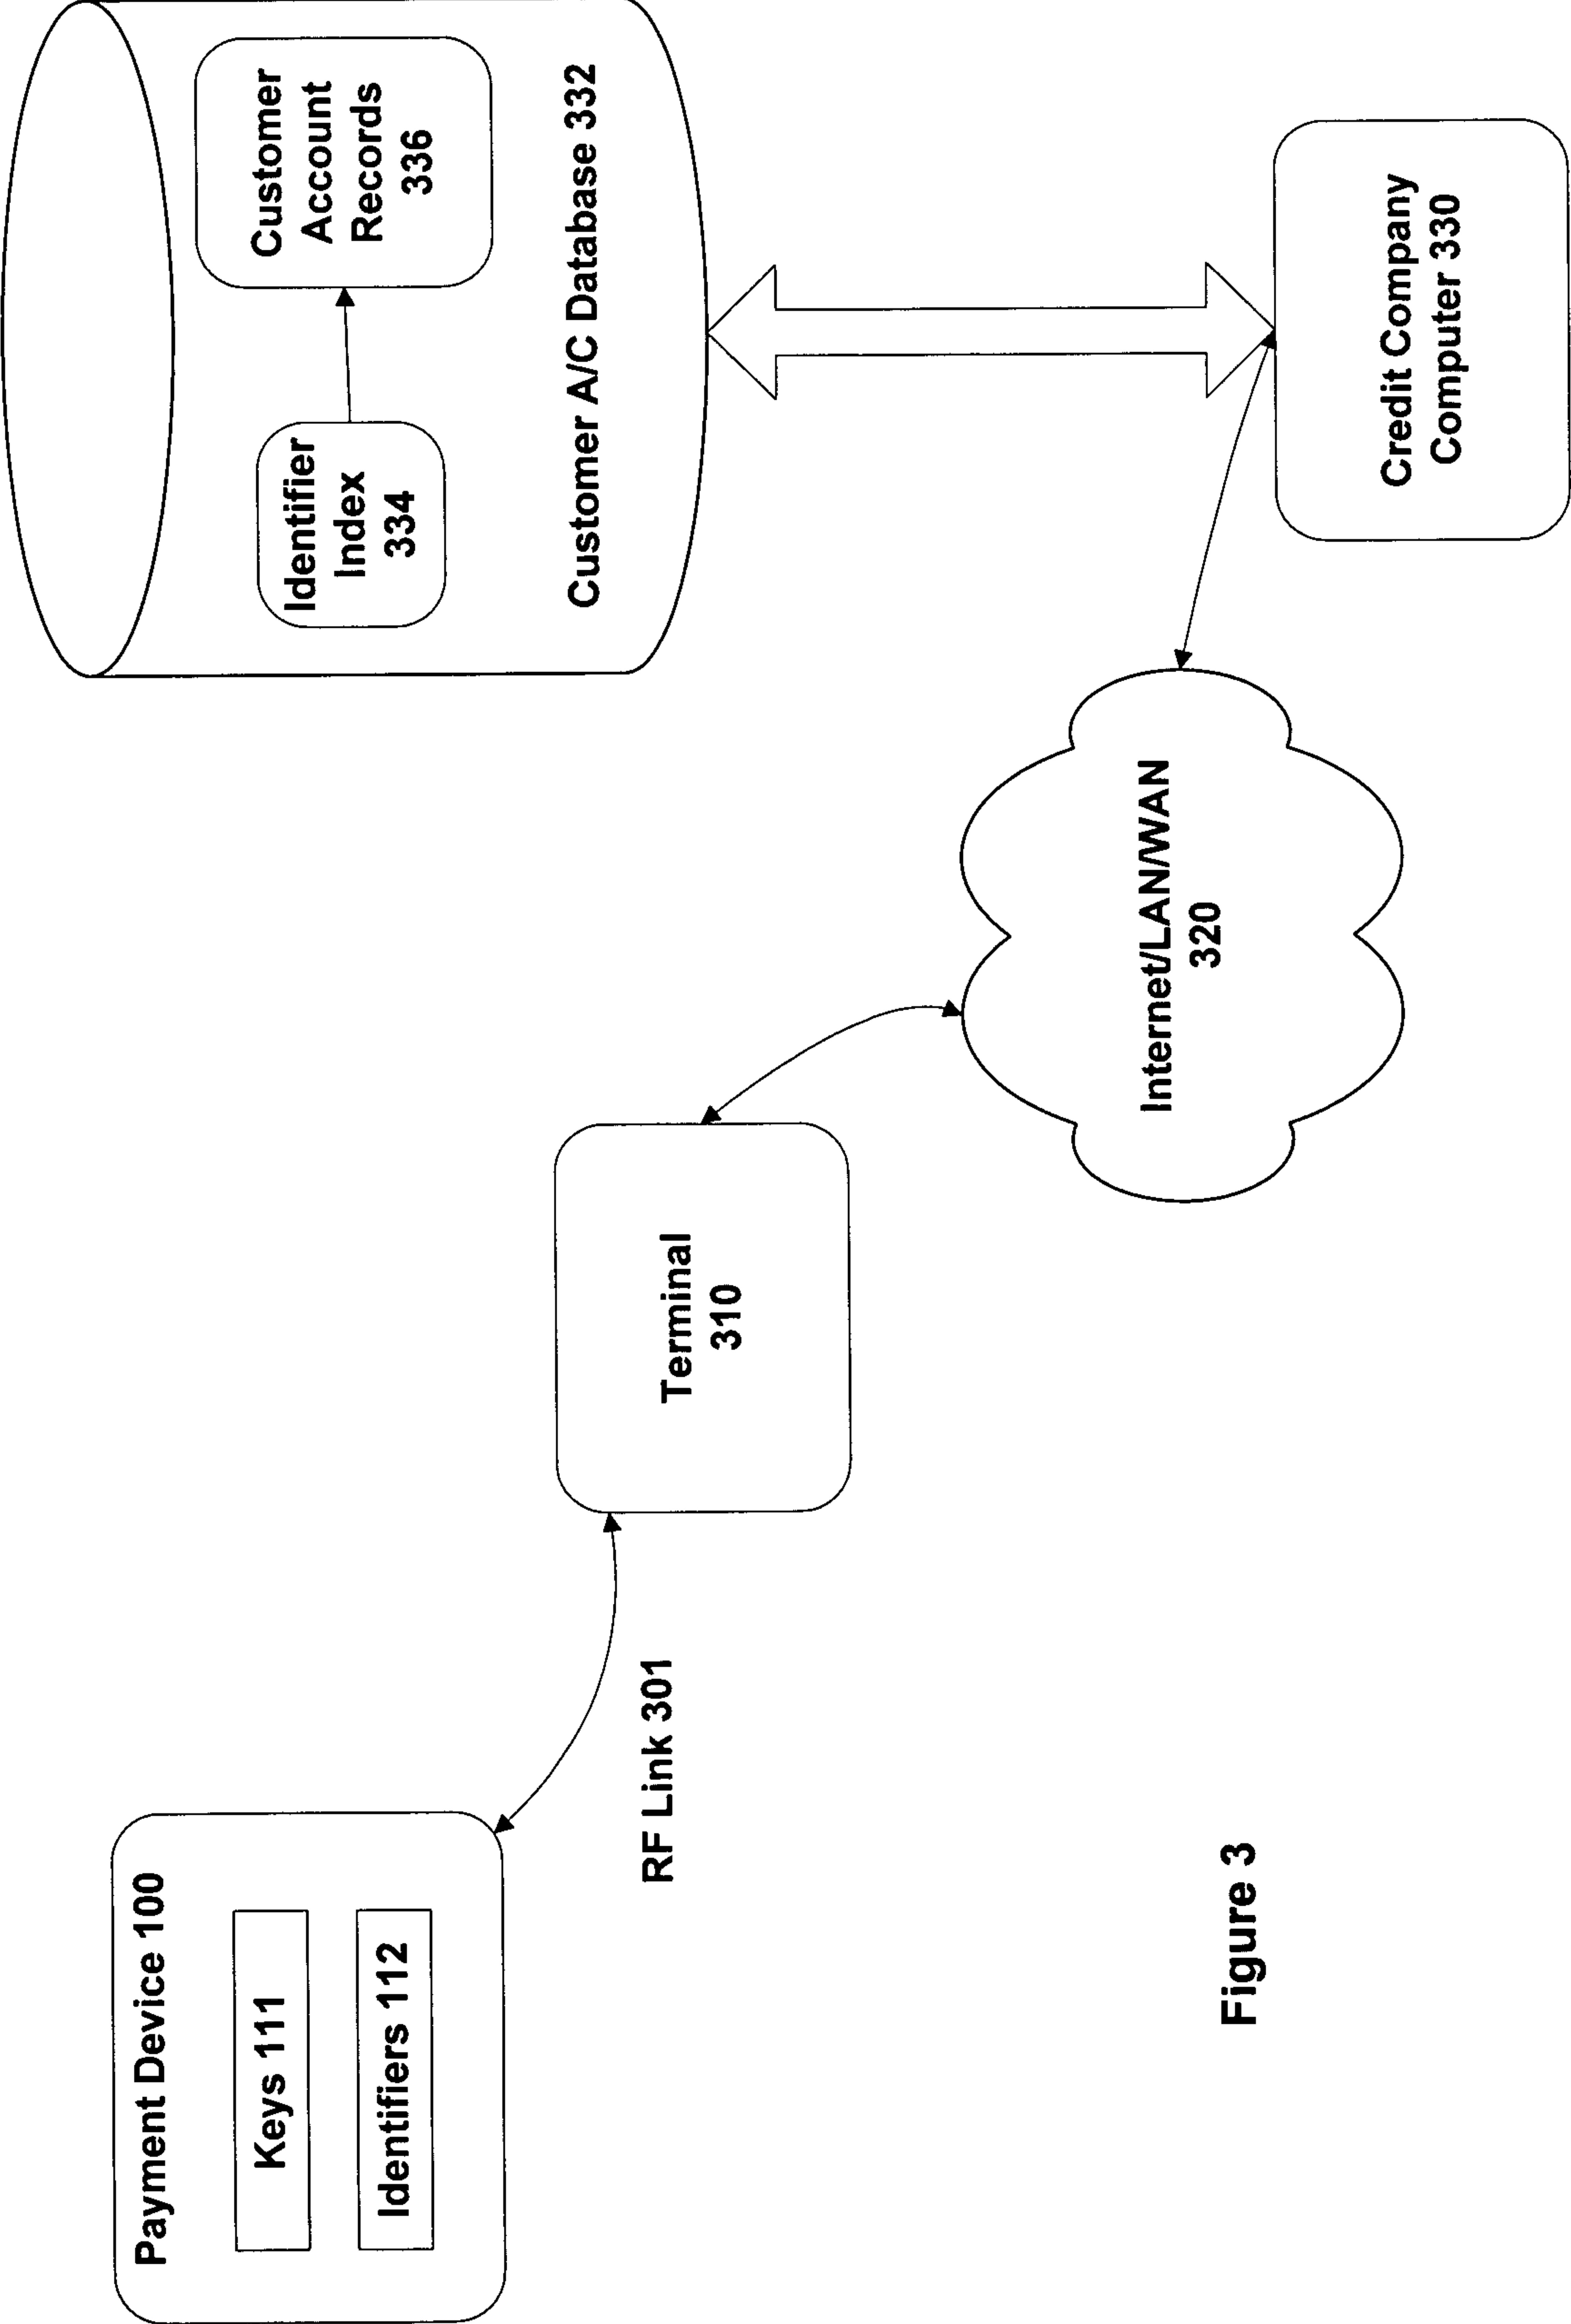 Payment Device 100
Keys 111
Identifiers 112
RF Link 301
Terminal
310
Internet/LAN/WAN
320
Identifier
Index
334
Customer
Account
Records
336
Customer A/C Database 332
Credit Company
Computer 330
Figure 3